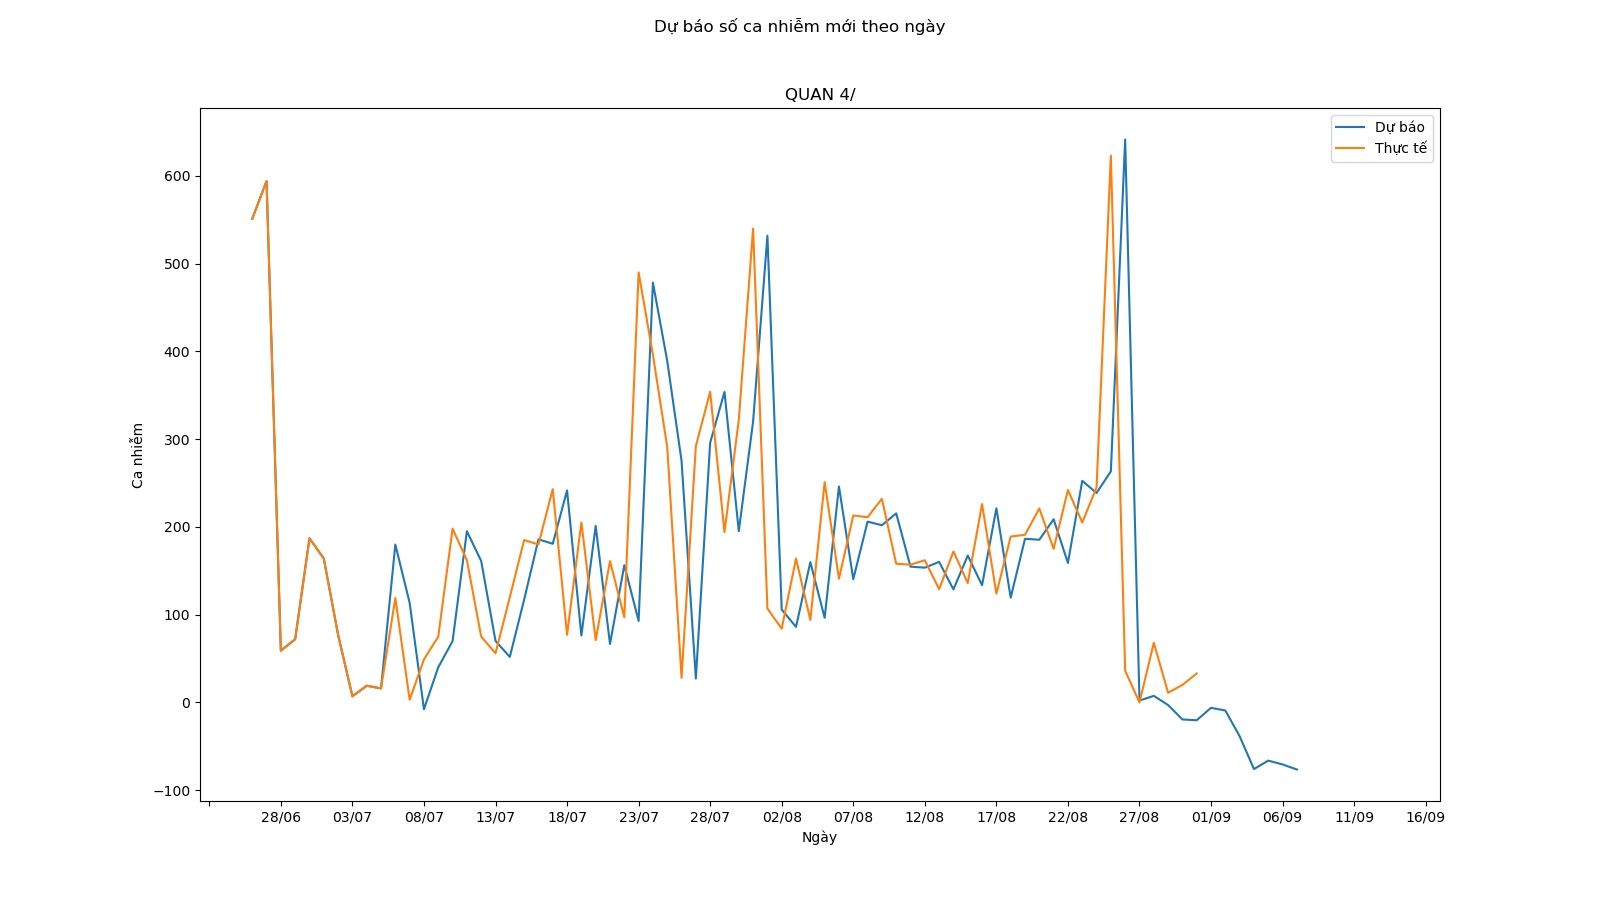 Dự báo số ca nhiễm mới theo ngày
QUAN 4/
Dự báo
Thực tế
600
500
400
300
200
100
0
−100
Ca nhiễm
28/06 03/07 08/07 13/07 18/07 23/07 28/07 02/08 07/08 12/08 17/08 22/08 27/08 01/09 06/09 11/09 16/09
Ngày